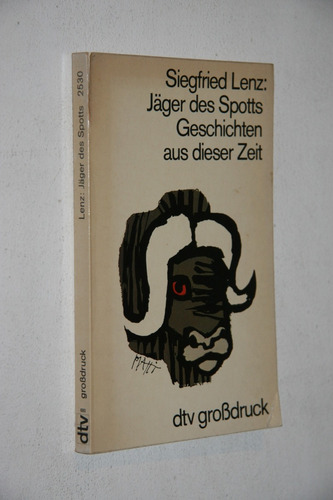 Siegfried Lenz:
Jäger des Spotts
Geschichten
aus dieser Zeit
dtv großdruck
Lenz: Jäger des Spotts 2530
dtv großdruck